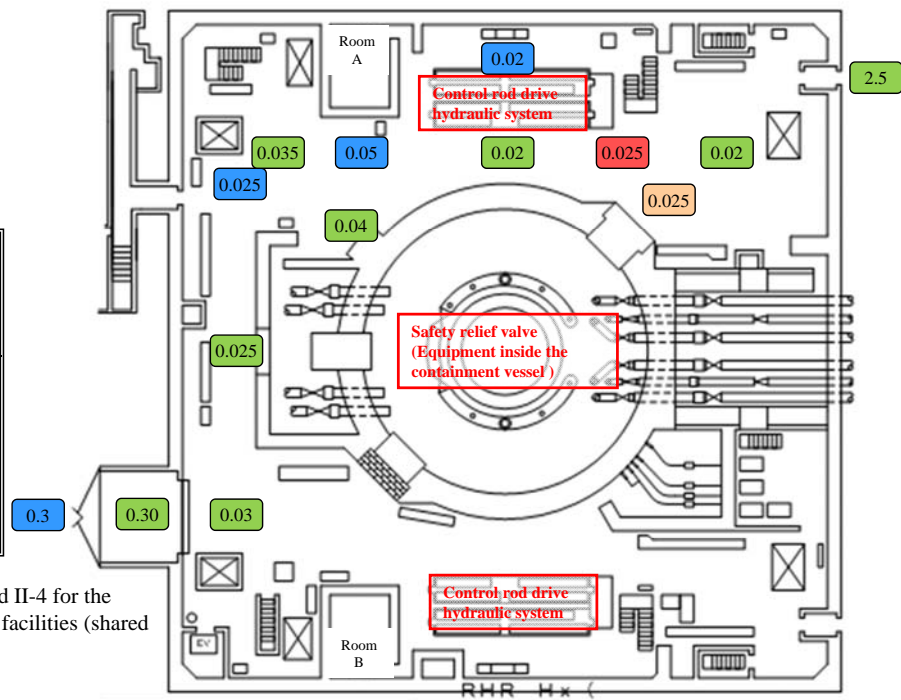 Room
A
0.02
2.5
Control rod drive
hydraulic system
0.035
0.05
0.02
0.025
0.02
0.025
0.025
0.04
Safety relief valve
(Equipment inside the
containment vessel )
0.025
0.3
0.30
0.03
d II-4 for the
facilities (shared
Control rod drive
hydraulic system
EV
Room
B
RHR Hx (